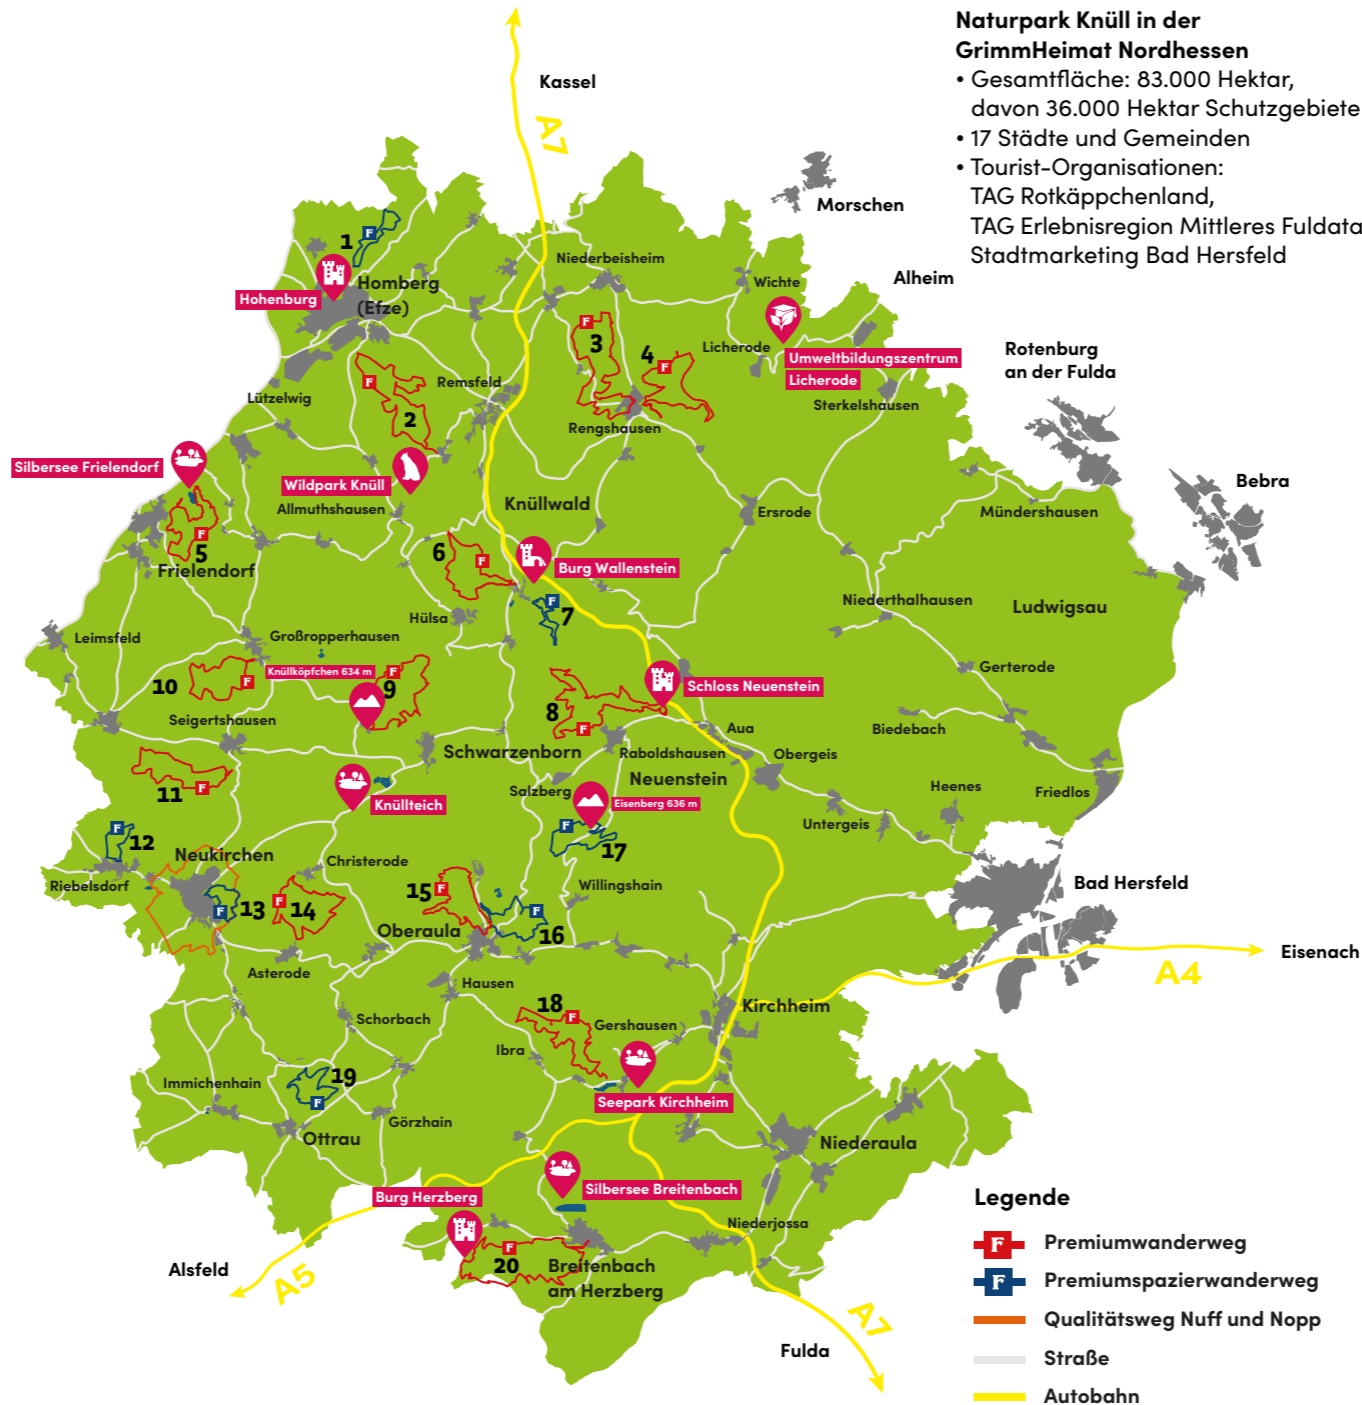 Naturpark Knüll in der
GrimmHeimat Nordhessen
• Gesamtfläche: 83.000 Hektar,
davon 36.000 Hektar Schutzgebiete
• 17 Städte und Gemeinden
• Tourist-Organisationen:
TAG Rotkäppchenland,
TAG Erlebnisregion Mittleres Fuldata
Stadtmarketing Bad Hersfeld
Kassel
A7
Morschen
Alheim
Rotenburg
an der Fulda
Bebra
1
F
Hohenburg
Homberg
(Efze)
Niederbeisheim
Wichte
Licherode
Umweltbildungszentrum
Licherode
Sterkelshausen
F
3
4
F
Rengshausen
Remsfeld
F
2
Lützelwig
Silbersee Frielendorf
Wildpark Knüll
Allmuthshausen
Knüllwald
Ersrode
Mündershausen
F
5
Frielendorf
6
F
Burg Wallenstein
F
7
Niederthalhausen
Ludwigsau
Hülsa
Leimsfeld
Großropperhausen
Knüllköpfchen 634 m
F
9
10
F
Gerterode
Schloss Neuenstein
8
F
Seigertshausen
Aua
Biedebach
Schwarzenborn
Raboldshausen
Obergeis
Neuenstein
11
F
Knüllteich
Salzberg
Eisenberg 636 m
Heenes
Friedlos
Untergeis
F
12
F
17
Neukirchen
Christerode
Riebelsdorf
Willingshain
Bad Hersfeld
F
13
F
14
15
F
F
16
Oberaula
Asterode
Hausen
Eisenach
A4
Schorbach
18
F
Gershausen
Kirchheim
Ibra
Immichenhain
19
F
Seepark Kirchheim
Görzhain
Ottrau
Niederaula
Burg Herzberg
Silbersee Breitenbach
Niederjossa
F
20
Breitenbach
am Herzberg
Alsfeld
A5
A7
Fulda
Legende
F
Premiumwanderweg
F
Premiumspazierwanderweg
Qualitätsweg Nuff und Nopp
Straße
Autobahn